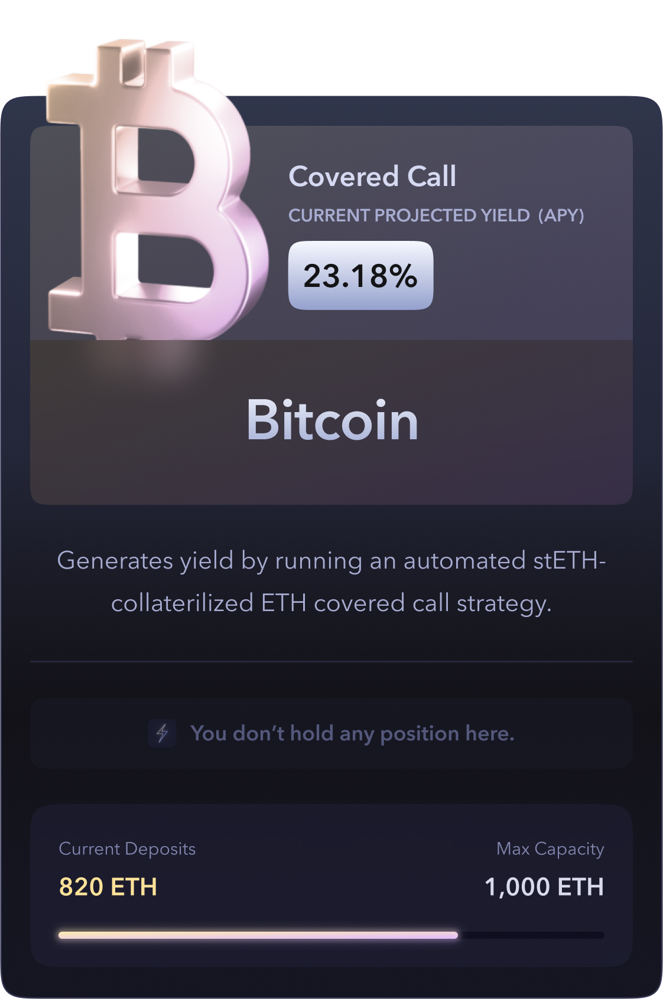 Covered Call
CURRENT PROJECTED YIELD (APY)
23.18%
Bitcoin
Generates yield by running an automated stETH-
collaterilized ETH covered call strategy.
You don’t hold any position here.
Current Deposits
Max Capacity
820 ETH
1,000 ETH